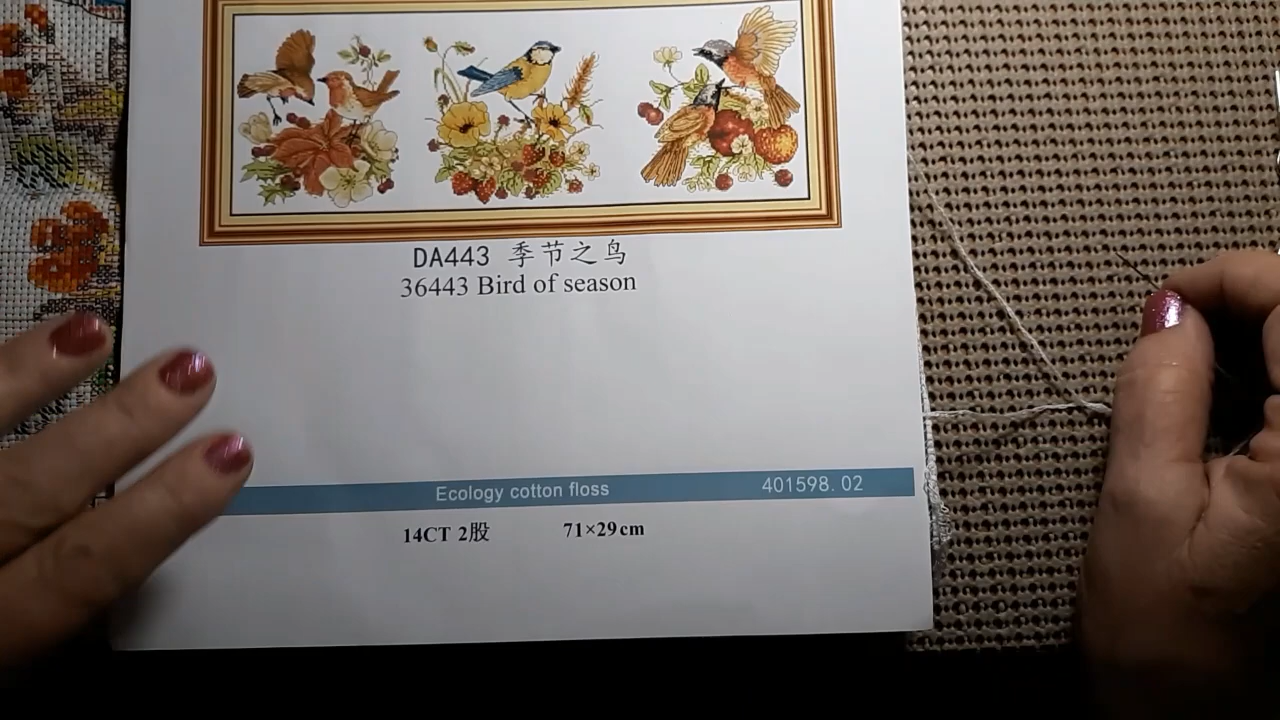 DA443 季节之鸟
36443 Bird of season
Ecology cotton floss 401598.02
14CT 2股 71×29cm